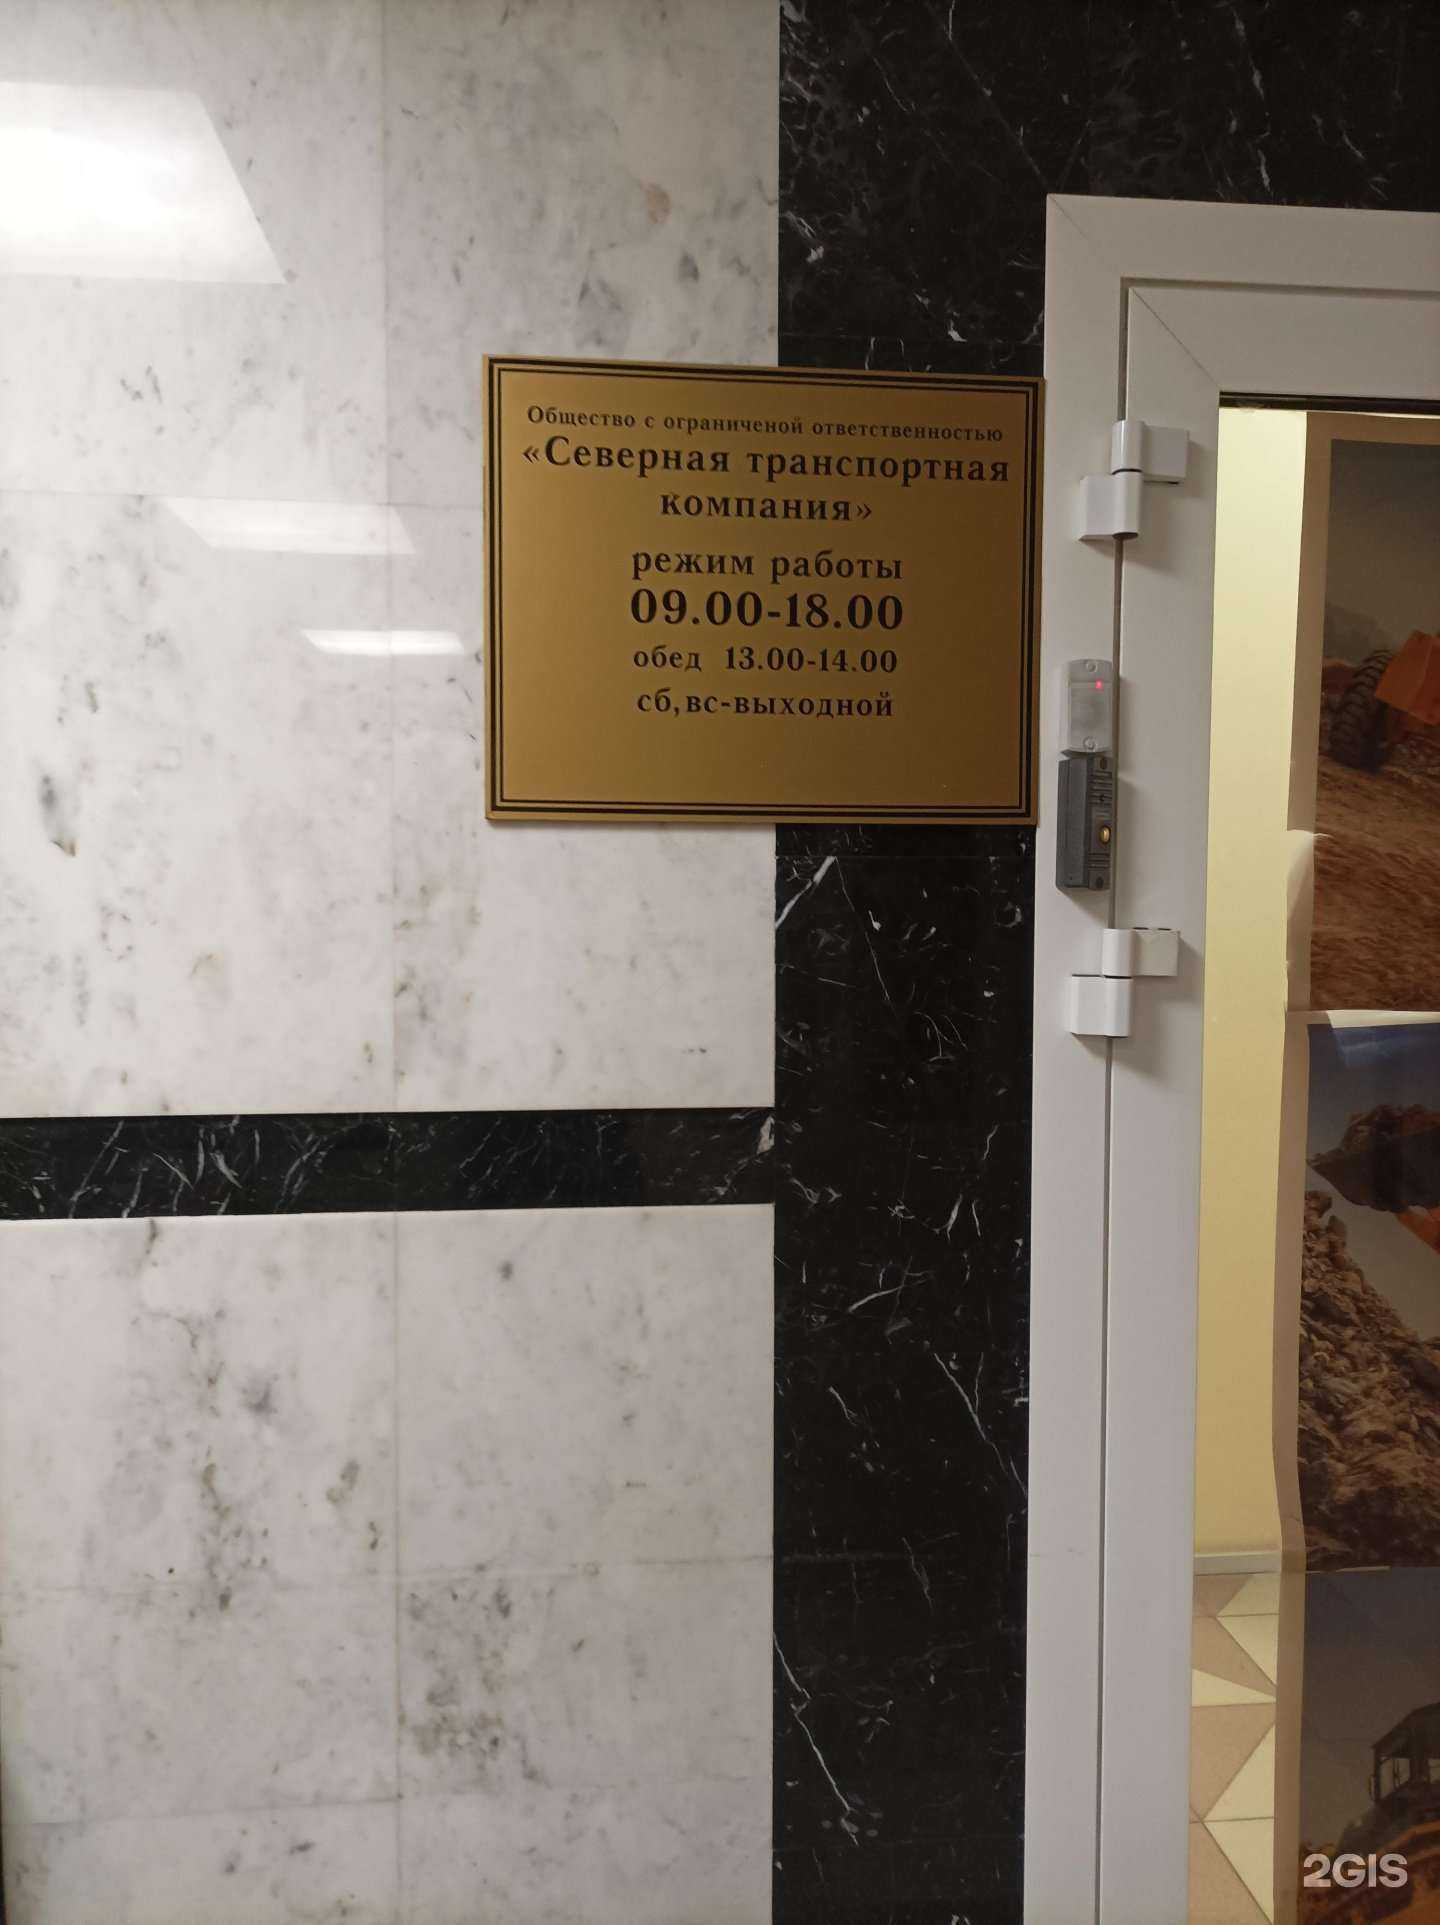 Общество с ограниченой ответственностью
«Северная транспортная
компания»
режим работы
09.00-18.00
обед 13.00-14.00
сб,вс-выходной
2GIS